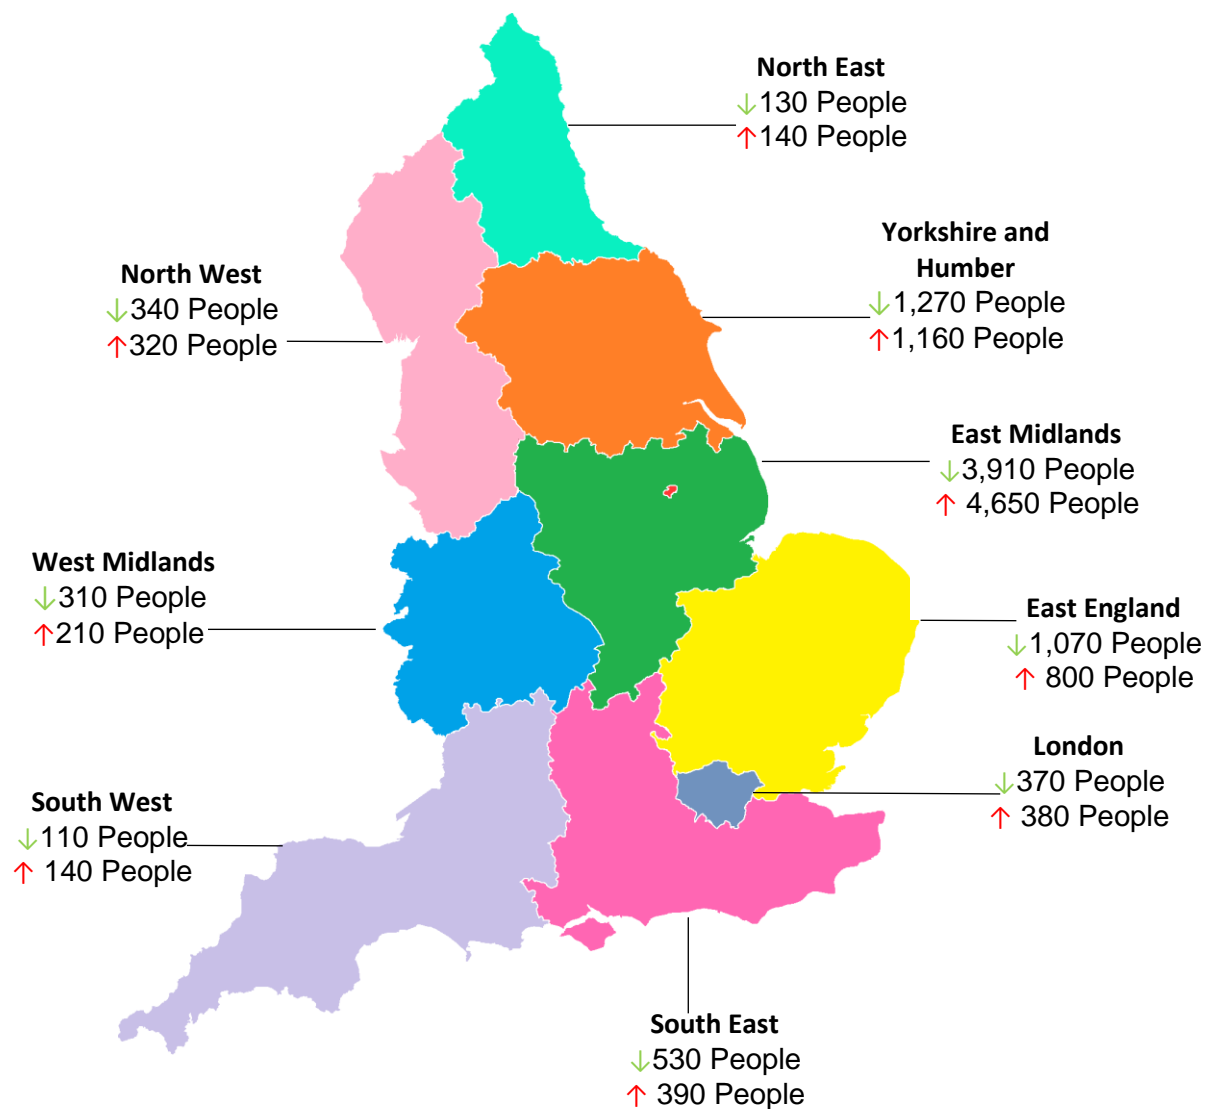 North East
↓130 People
↑140 People
Yorkshire and
Humber
↓1,270 People
↑1,160 People
North West
↓340 People
↑320 People
East Midlands
↓3,910 People
↑ 4,650 People
West Midlands
↓310 People
↑210 People
East England
↓1,070 People
↑ 800 People
London
↓370 People
↑ 380 People
South West
↓110 People
↑ 140 People
South East
↓530 People
↑ 390 People